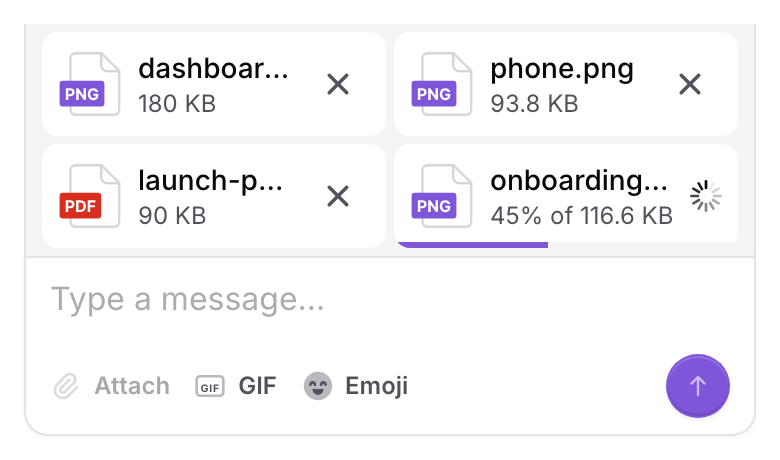 dashboar...
PNG
180 KB
phone.png
PNG
93.8 KB
launch-p...
PDF
90 KB
onboarding...
PNG
45% of 116.6 KB
Type a message...
Attach GIF GIF Emoji